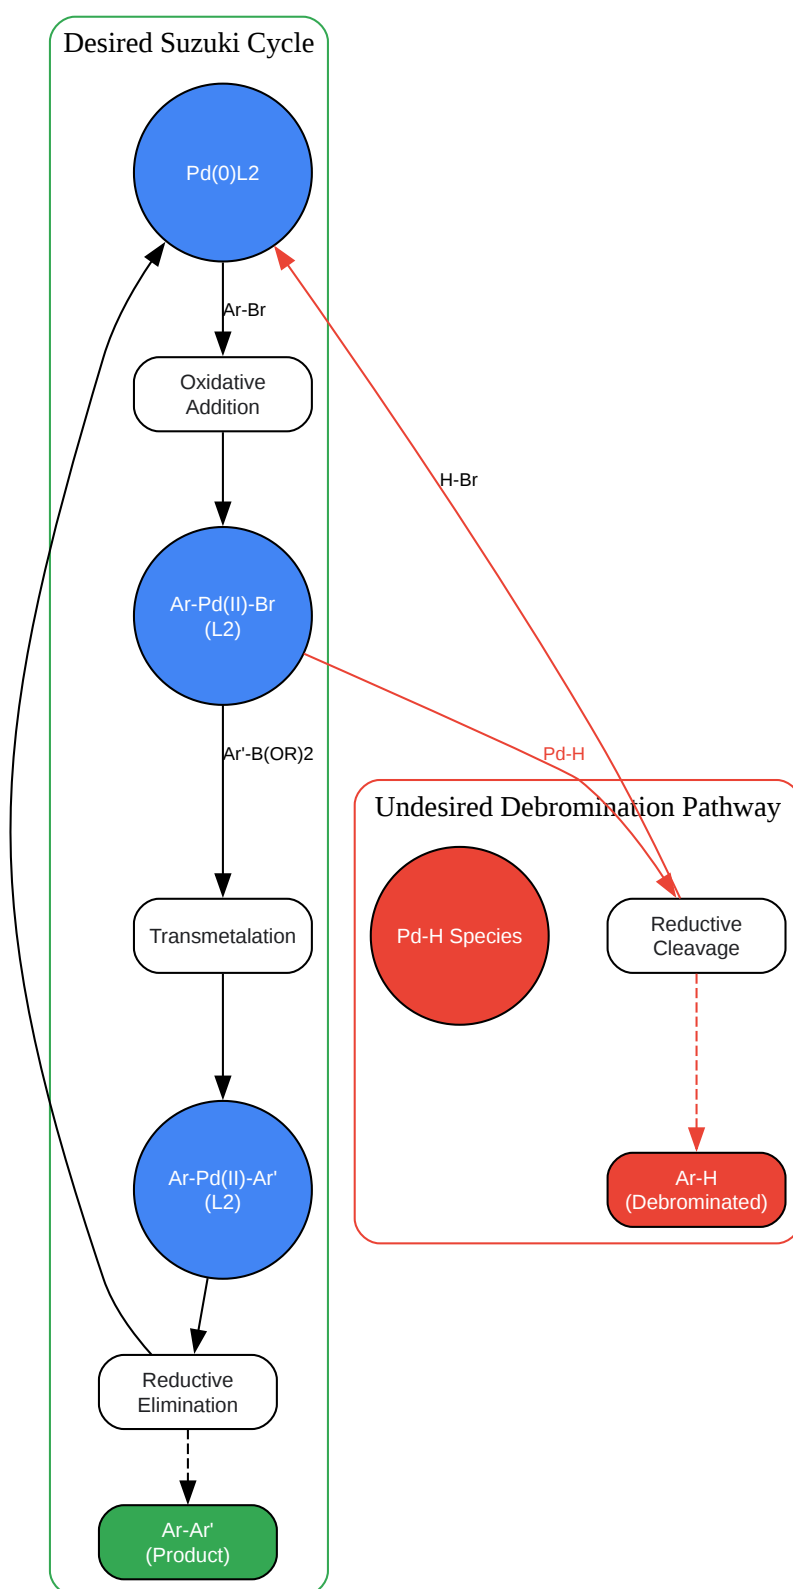 Desired Suzuki Cycle
Pd(0)L2
Ar-Br
Oxidative
Addition
H-Br
Ar-Pd(II)-Br
(L2)
Ar'-B(OR)2
Pd-H
Undesired Debromination Pathway
Pd-H Species
Reductive
Cleavage
Transmetalation
Ar-Pd(II)-Ar'
(L2)
Ar-H
(Debrominated)
Reductive
Elimination
Ar-Ar'
(Product)